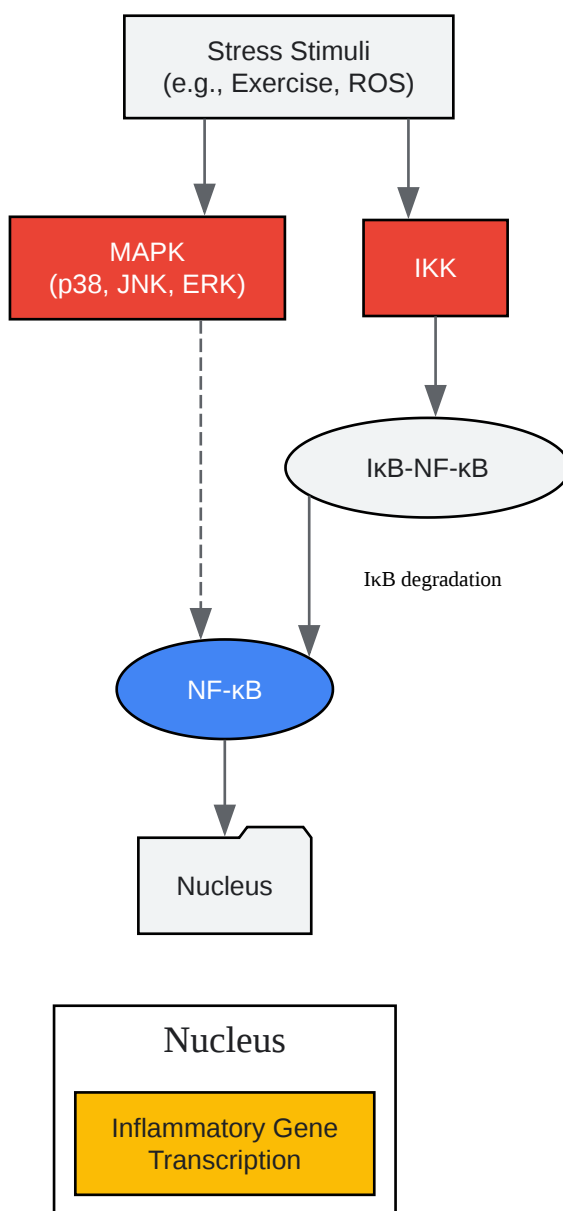 Stress Stimuli
(e.g., Exercise, ROS)
MAPK
(p38, JNK, ERK)
IKK
IκB-NF-κB
IκB degradation
NF-κB
Nucleus
Nucleus
Inflammatory Gene
Transcription